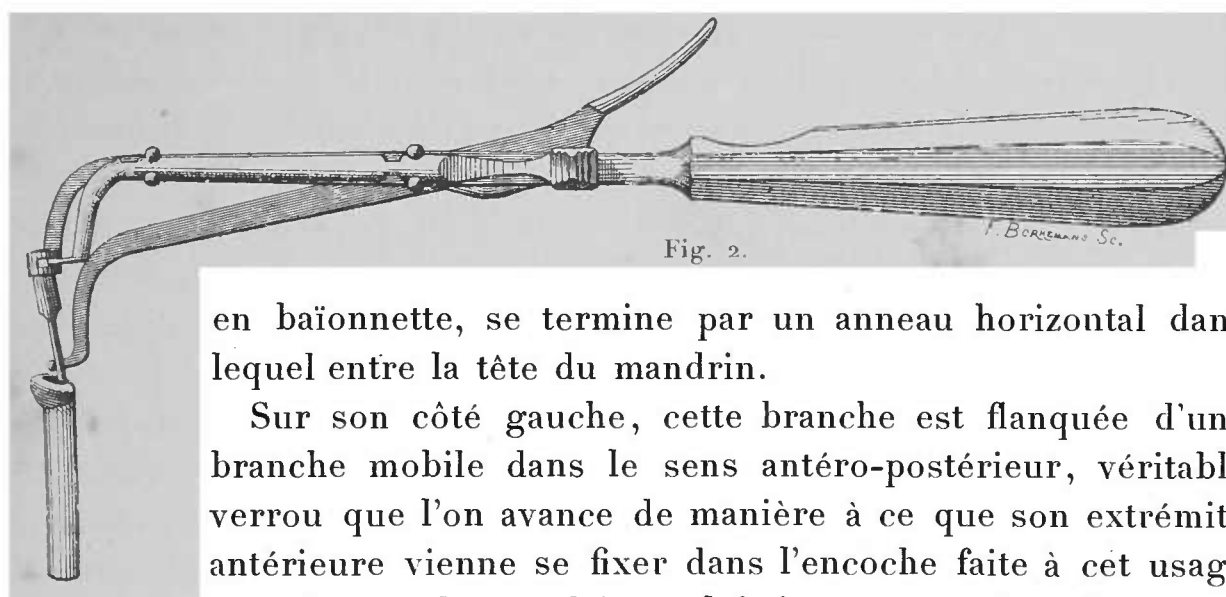 F. BORREMANS Sc.
Fig. 2.
en baïonnette, se termine par un anneau horizontal dan
lequel entre la tête du mandrin.
Sur son côté gauche, cette branche est flanquée d'un
branche mobile dans le sens antéro-postérieur, véritabl
verrou que l'on avance de manière à ce que son extrémit
antérieure vienne se fixer dans l'encoche faite à cet usag